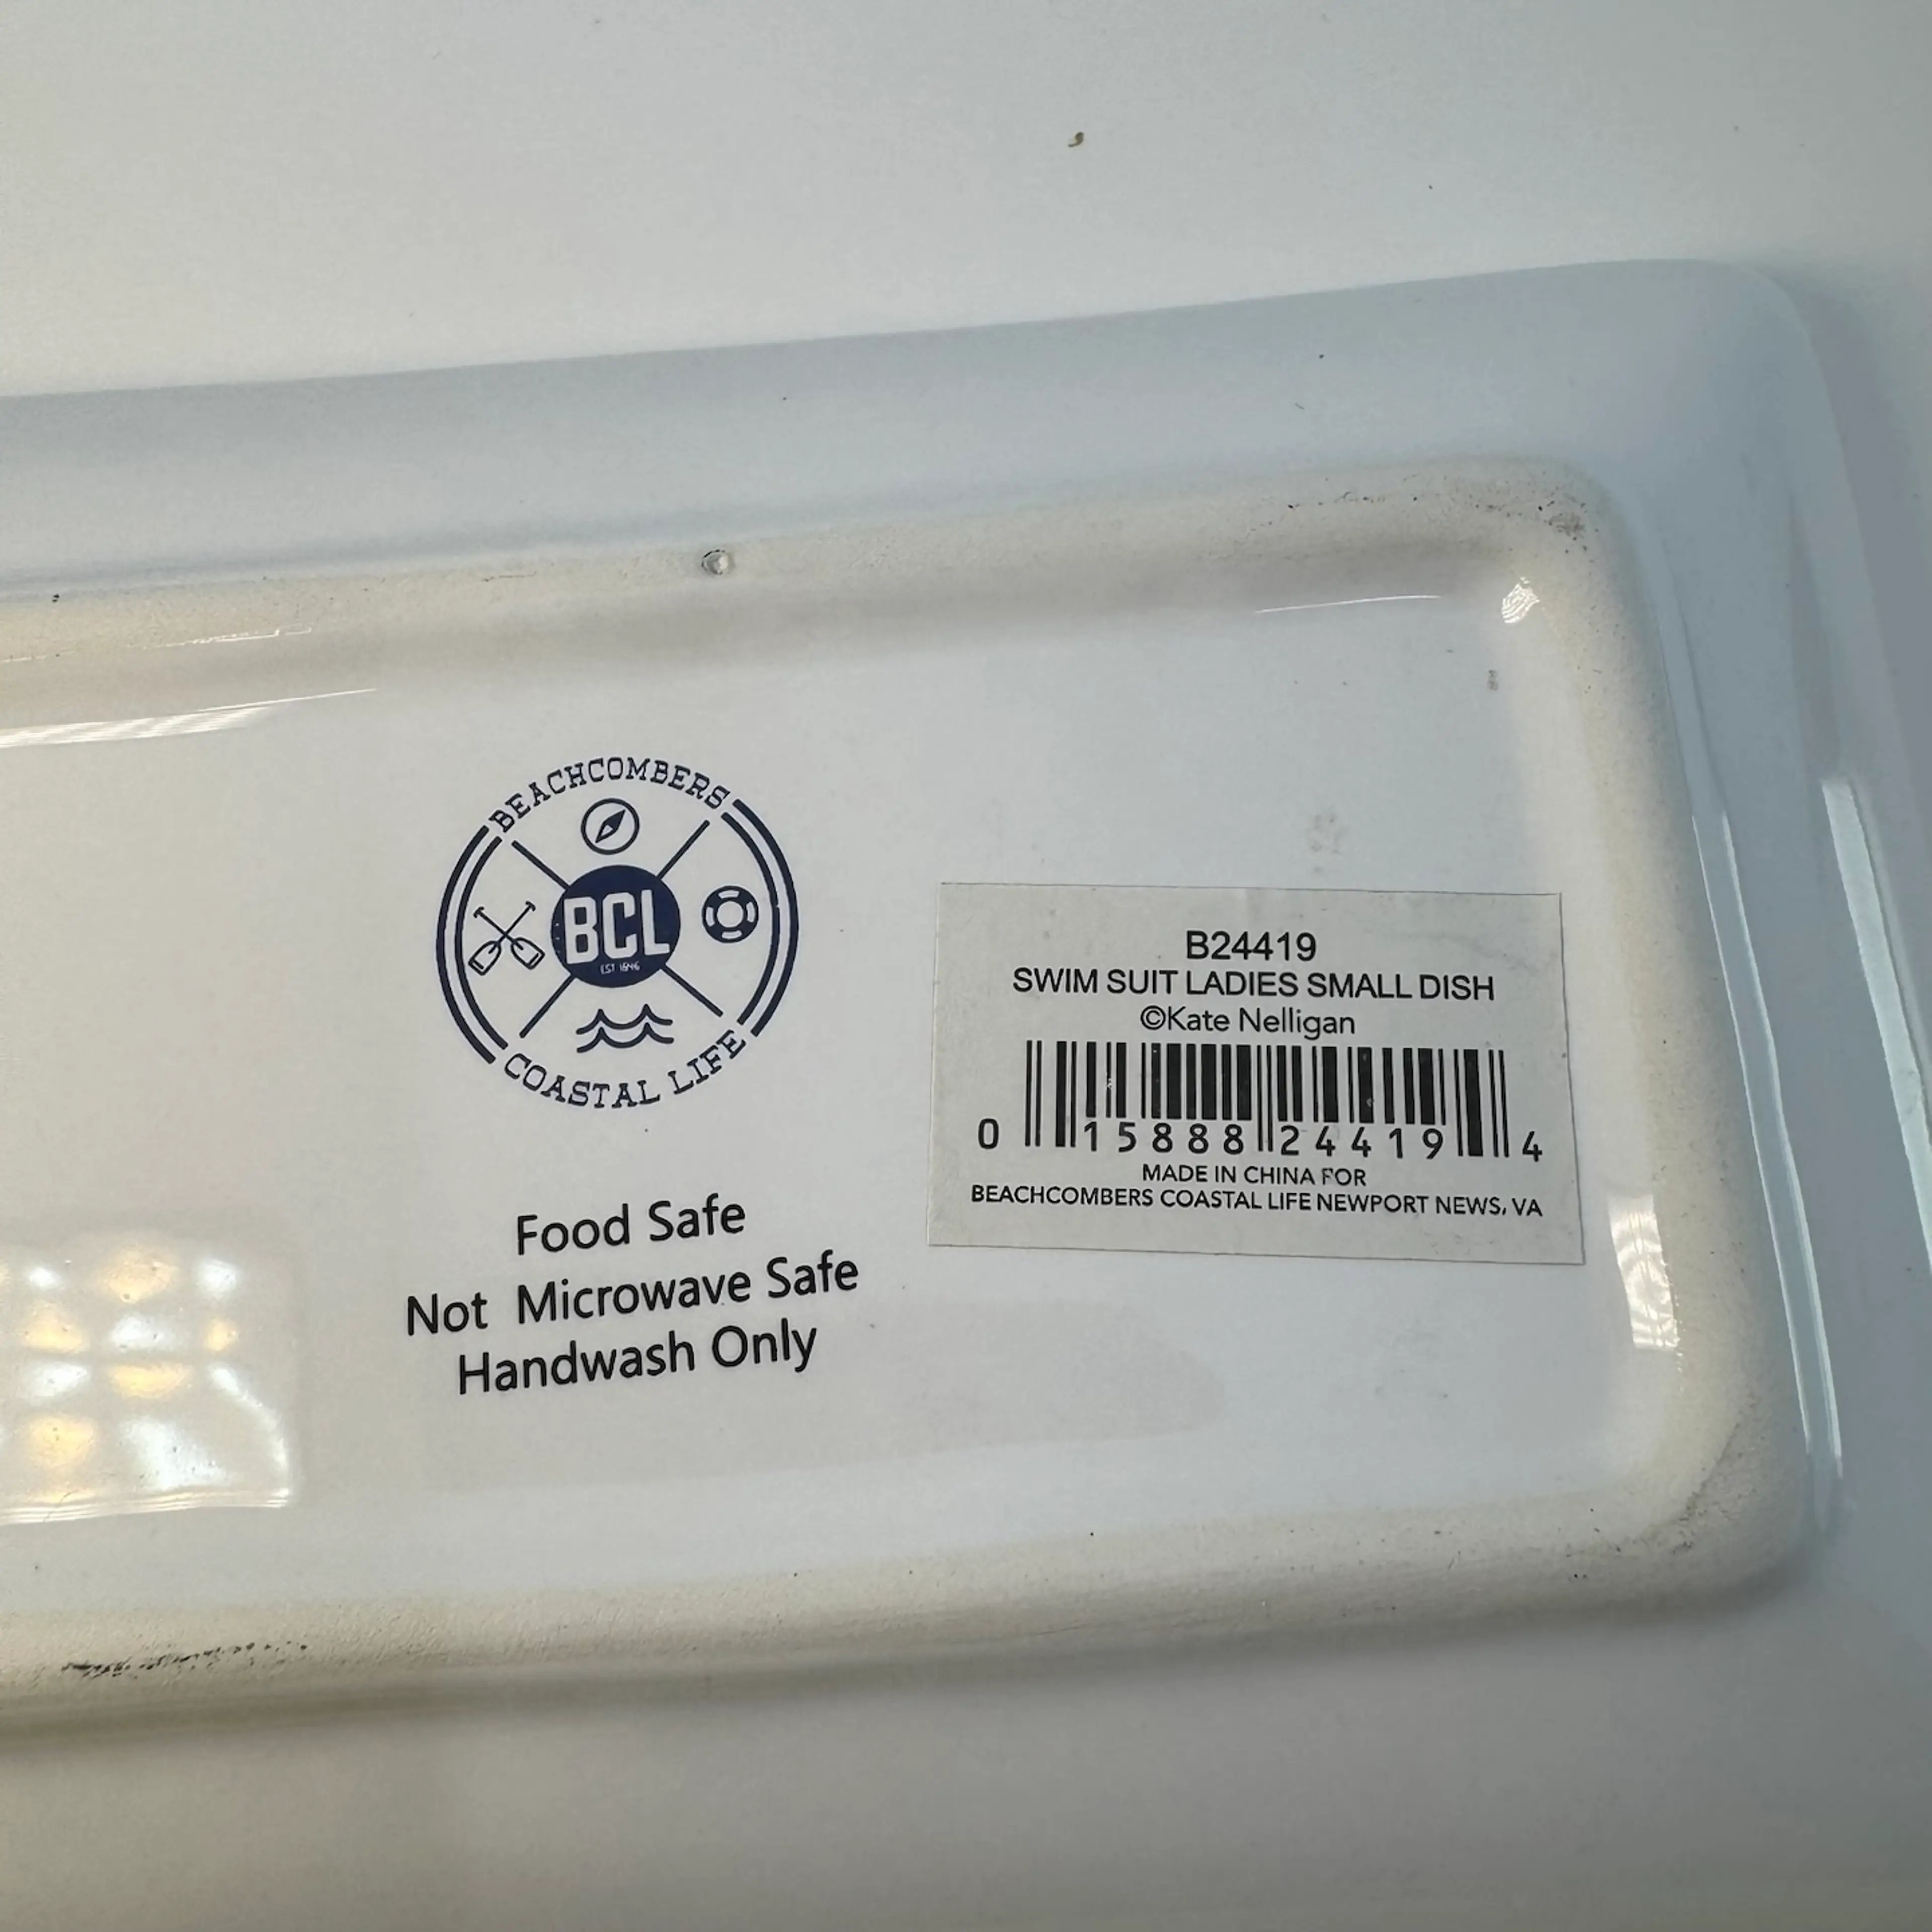 BEACHCOMBERS
BCL
EST 1846
COASTAL LIFE
Food Safe
Not Microwave Safe
Handwash Only
B24419
SWIM SUIT LADIES SMALL DISH
©Kate Nelligan
0 15888 24419 4
MADE IN CHINA FOR
BEACHCOMBERS COASTAL LIFE NEWPORT NEWS, VA